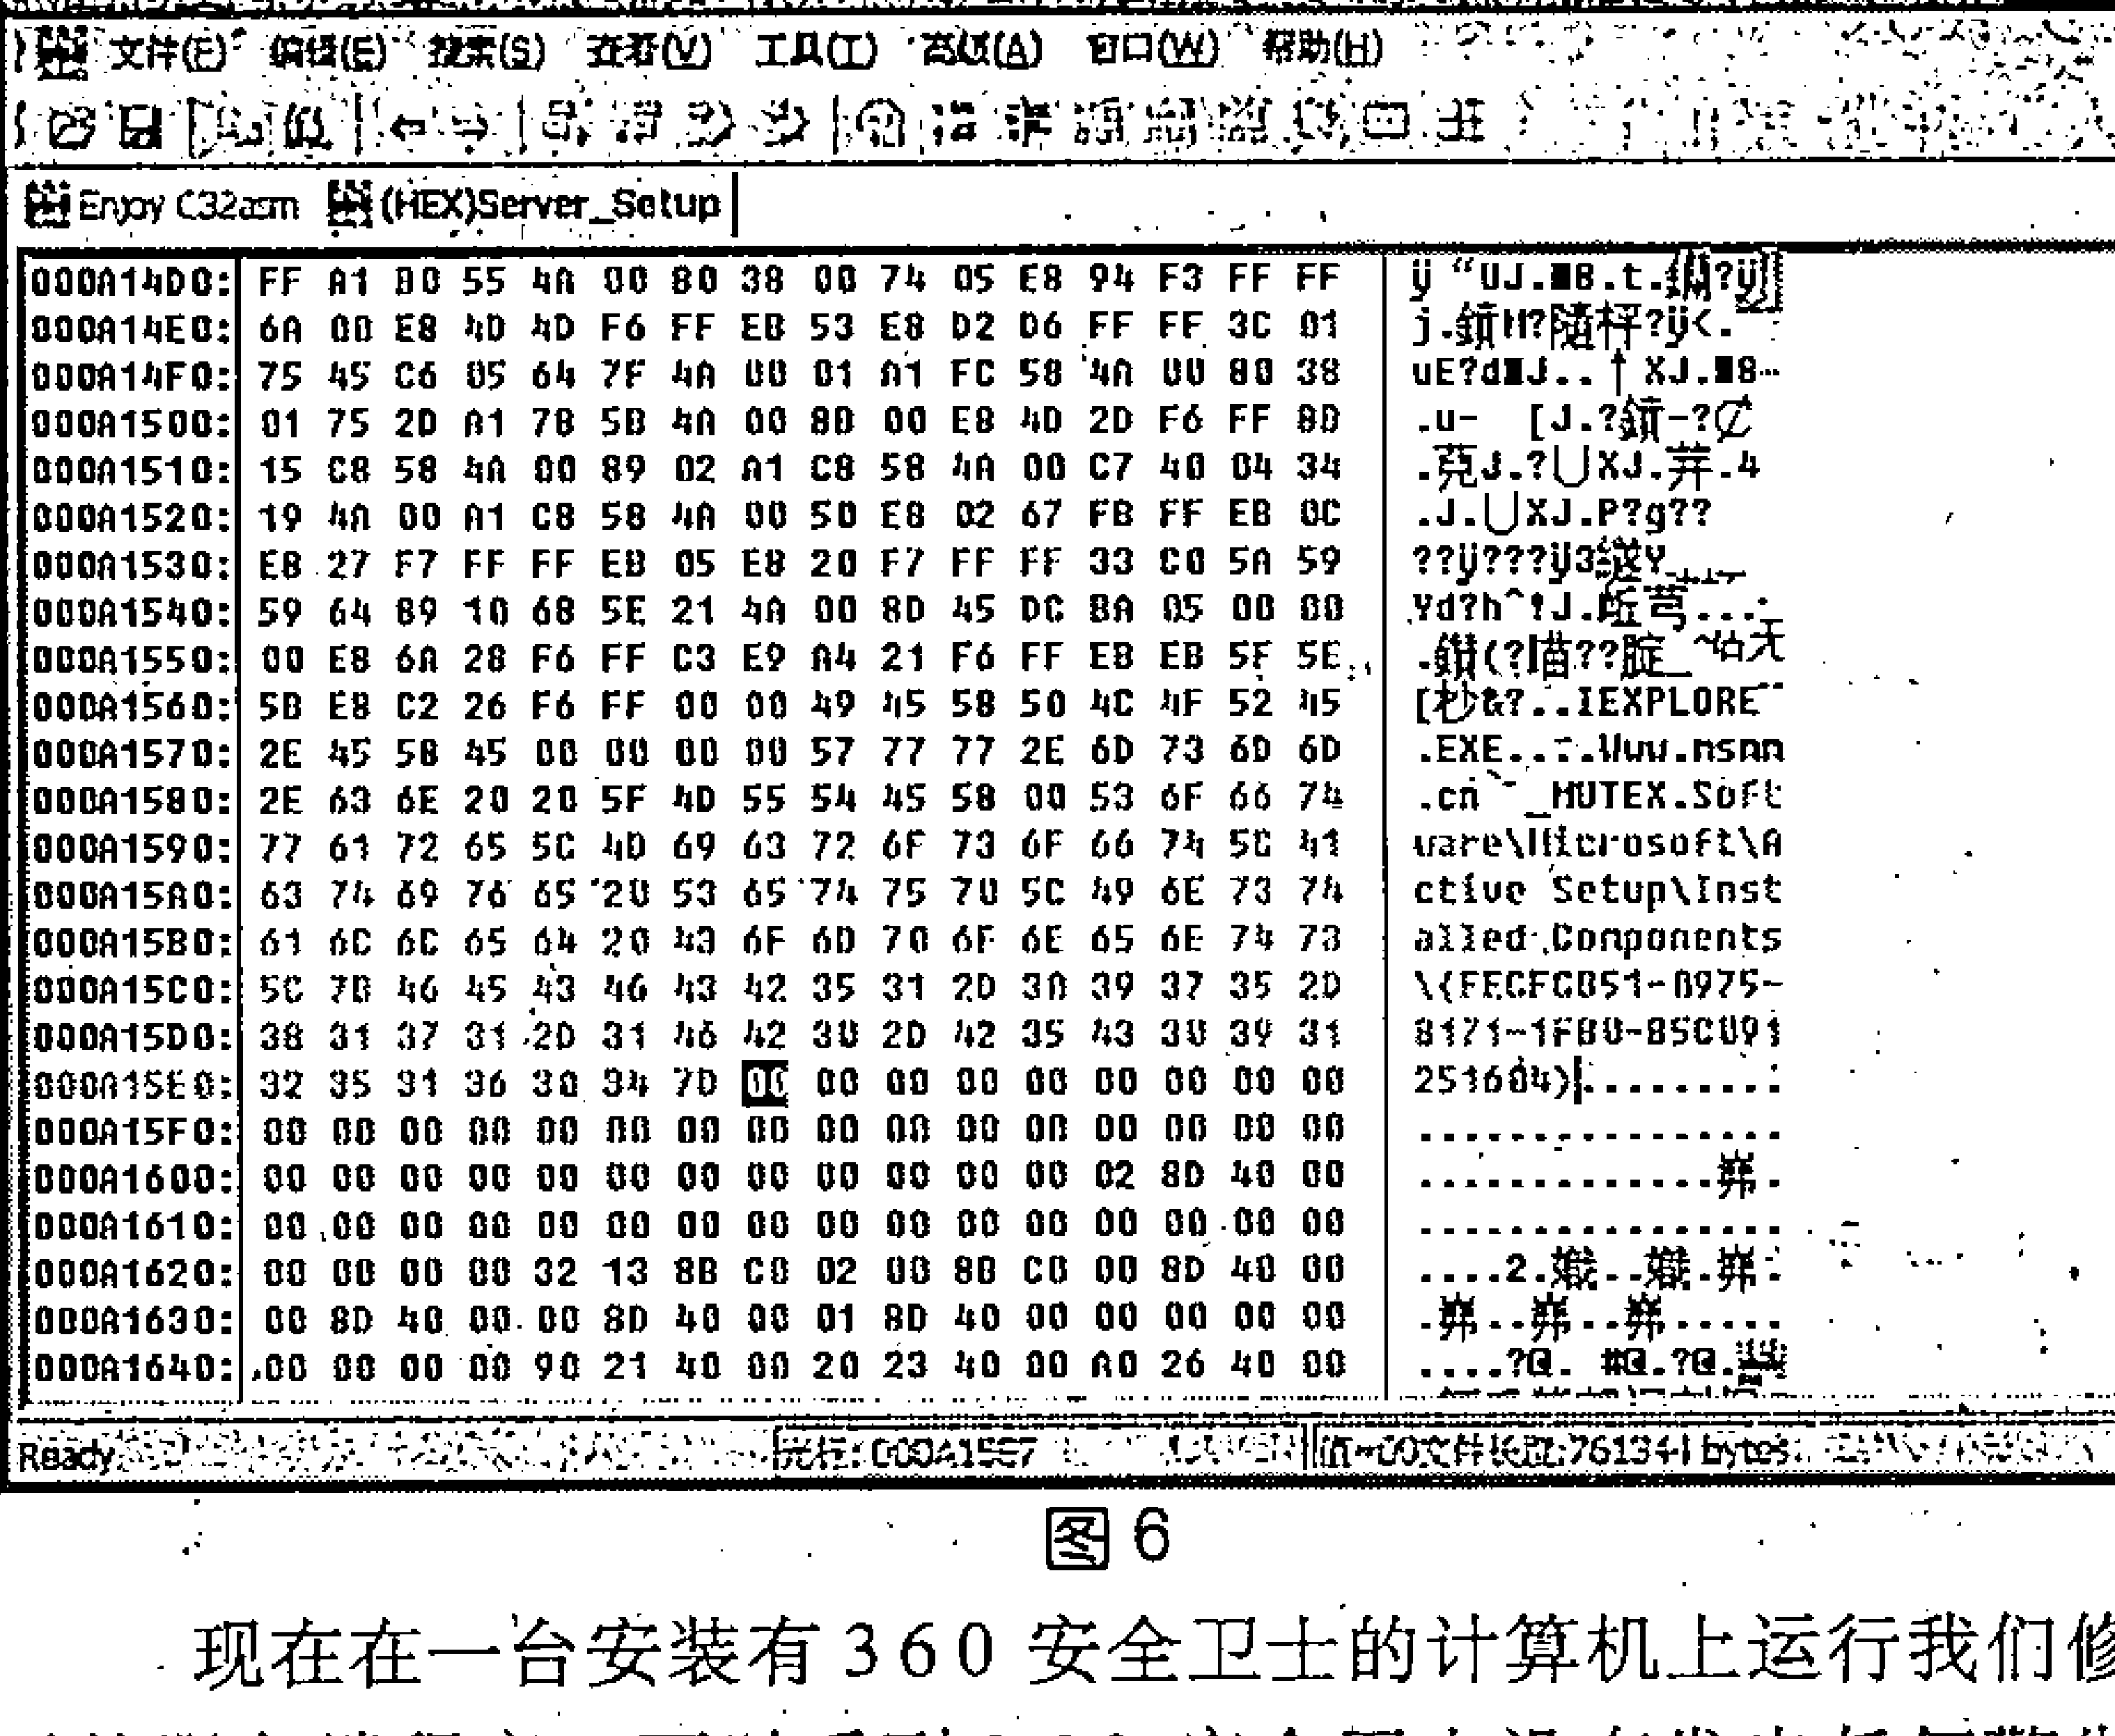 文件(F) 编辑(E) 搜索(S) 查看(V) 工具(T) 高级(A) 窗口(W) 帮助(H)
Enjoy C32asm (HEX)Server_Setup
000A14D0: FF A1 B0 55 4A 00 80 38 00 74 05 E8 94 F3 FF FF
000A14E0: 6A 00 E8 4D 4D F6 FF EB 53 E8 D2 D6 FF FF 3C 01 j.
000A14F0: 75 45 C6 05 64 7F 4A 00 01 A1 FC 58 4A 00 80 38
000A1500: 01 75 2D A1 78 5B 4A 00 8B 00 E8 4D 2D F6 FF 8B
000A1510: 15 C8 58 4A 00 89 02 A1 C8 58 4A 00 C7 40 04 34
000A1520: 19 4A 00 A1 C8 58 4A 00 50 E8 02 67 FB FF EB 0C .J.⋃XJ.P?g??
000A1530: E8 27 F7 FF FF EB 05 E8 20 F7 FF FF 33 C0 5A 59
000A1540: 59 64 89 10 68 5E 21 4A 00 8D 45 DC BA 05 00 00
000A1550: 00 E8 6A 28 F6 FF C3 E9 A4 21 F6 FF EB EB 5F 5E
000A1560: 5B E8 C2 26 F6 FF 00 00 49 45 58 50 4C 4F 52 45 [杪&?..IEXPLORE
000A1570: 2E 45 58 45 00 00 00 00 57 77 77 2E 6D 73 6D 6D .EXE....Www.msmm
000A1580: 2E 63 6E 20 20 5F 4D 55 54 45 58 00 53 6F 66 74 .cn  _MUTEX.Soft
000A1590: 77 61 72 65 5C 4D 69 63 72 6F 73 6F 66 74 5C 41 ware\Microsoft\A
000A15A0: 63 74 69 76 65 20 53 65 74 75 70 5C 49 6E 73 74 ctive Setup\Inst
000A15B0: 61 6C 6C 65 64 20 43 6F 6D 70 6F 6E 65 6E 74 73 alled Components
000A15C0: 5C 7B 46 45 43 46 43 42 35 31 2D 3A 39 37 35 2D
000A15D0: 38 31 37 31 2D 31 46 42 30 2D 42 35 43 30 39 31 8171-1FB0-B5C091
000A15E0: 32 35 31 36 30 34 7D 00 00 00 00 00 00 00 00 00 251604}.........
000A15F0: 00 00 00 00 00 00 00 00 00 00 00 00 00 00 00 00 ................
000A1600: 00 00 00 00 00 00 00 00 00 00 00 00 02 8D 40 00
000A1610: 00 00 00 00 00 00 00 00 00 00 00 00 00 00 00 00 ................
000A1620: 00 00 00 00 32 13 8B C0 02 00 8B C0 00 8D 40 00
000A1630: 00 8D 40 00 00 8D 40 00 01 8D 40 00 00 00 00 00
000A1640: 00 00 00 00 90 21 40 00 20 23 40 00 A0 26 40 00 ....?@. #@.?@.
Ready 光标: 000A15E7 值=00文件长度:761344 bytes
图 6
现在在一台安装有 360 安全卫士的计算机上运行我们修